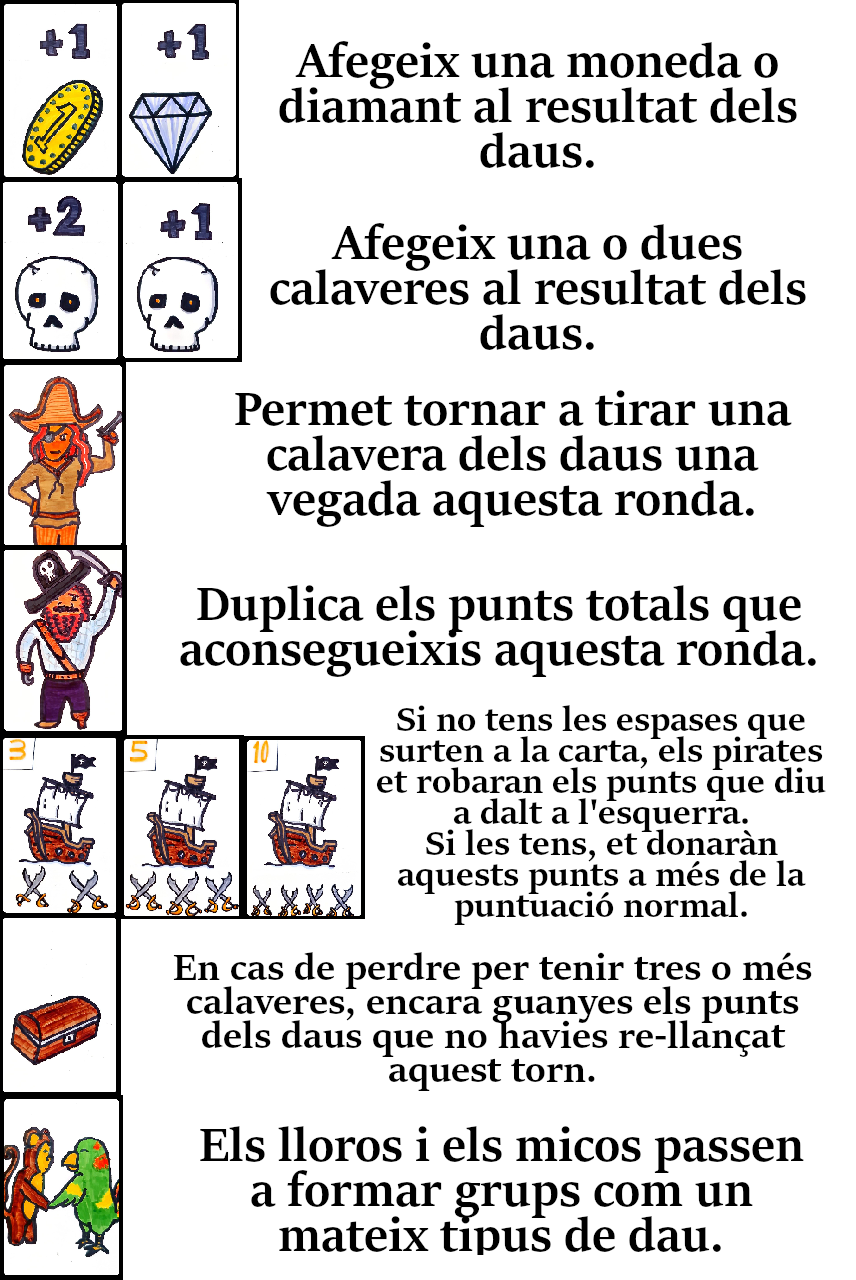 +1 +1
Afegeix una moneda o
diamant al resultat dels
daus.
1
+2 +1
Afegeix una o dues
calaveres al resultat dels
daus.
Permet tornar a tirar una
calavera dels daus una
vegada aquesta ronda.
Duplica els punts totals que
aconsegueixis aquesta ronda.
3 5 10
Si no tens les espases que
surten a la carta, els pirates
et robaran els punts que diu
a dalt a l'esquerra.
Si les tens, et donaràn
aquests punts a més de la
puntuació normal.
En cas de perdre per tenir tres o més
calaveres, encara guanyes els punts
dels daus que no havies re-llançat
aquest torn.
Els lloros i els micos passen
a formar grups com un
mateix tipus de dau.